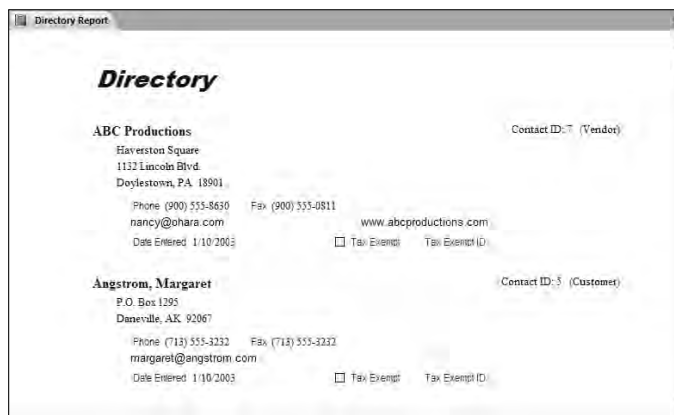 Directory Report
Directory
ABC Productions Contact ID: 7 (Vendor)
Haverston Square
1132 Lincoln Blvd.
Doylestown, PA 18901
Phone (900) 555-8630 Fax (900) 555-0811
nancy@ohara.com www.abcproductions.com
Date Entered 1/10/2003 Tax Exempt Tax Exempt ID:
Angstrom, Margaret Contact ID: 5 (Customer)
P.O. Box 1295
Daneville, AK 92067
Phone (713) 555-3232 Fax (713) 555-3232
margaret@angstrom.com
Date Entered 1/10/2003 Tax Exempt Tax Exempt ID: